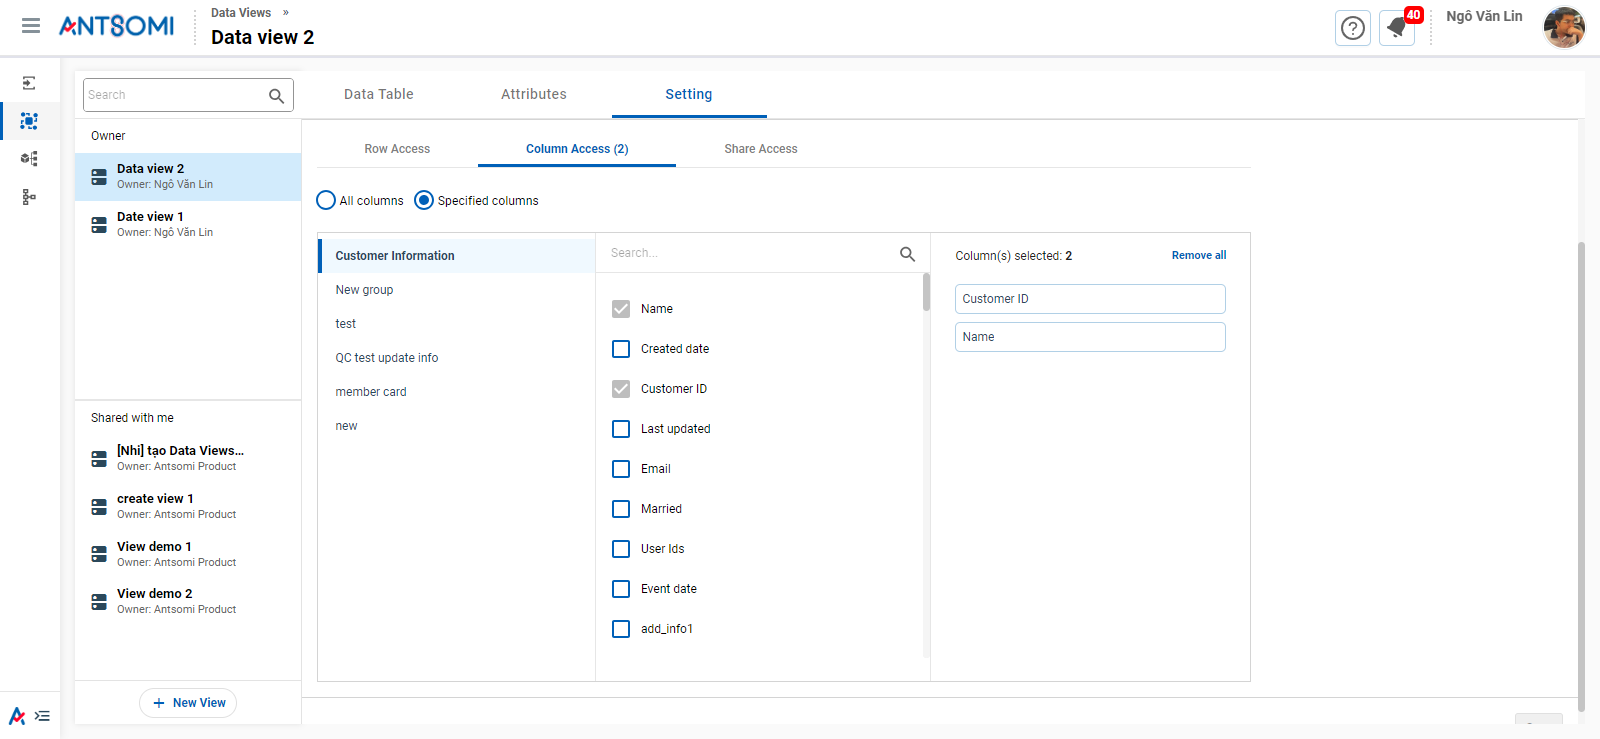 ANTSOMI
Data Views »
Data view 2
40
Ngô Văn Lin
Search
Owner
Data view 2
Owner: Ngô Văn Lin
Date view 1
Owner: Ngô Văn Lin
Shared with me
[Nhi] tạo Data Views...
Owner: Antsomi Product
create view 1
Owner: Antsomi Product
View demo 1
Owner: Antsomi Product
View demo 2
Owner: Antsomi Product
+ New View
Data Table
Attributes
Setting
Row Access
Column Access (2)
Share Access
All columns
Specified columns
Customer Information
New group
test
QC test update info
member card
new
Search...
Name
Created date
Customer ID
Last updated
Email
Married
User Ids
Event date
add_info1
Column(s) selected: 2
Remove all
Customer ID
Name